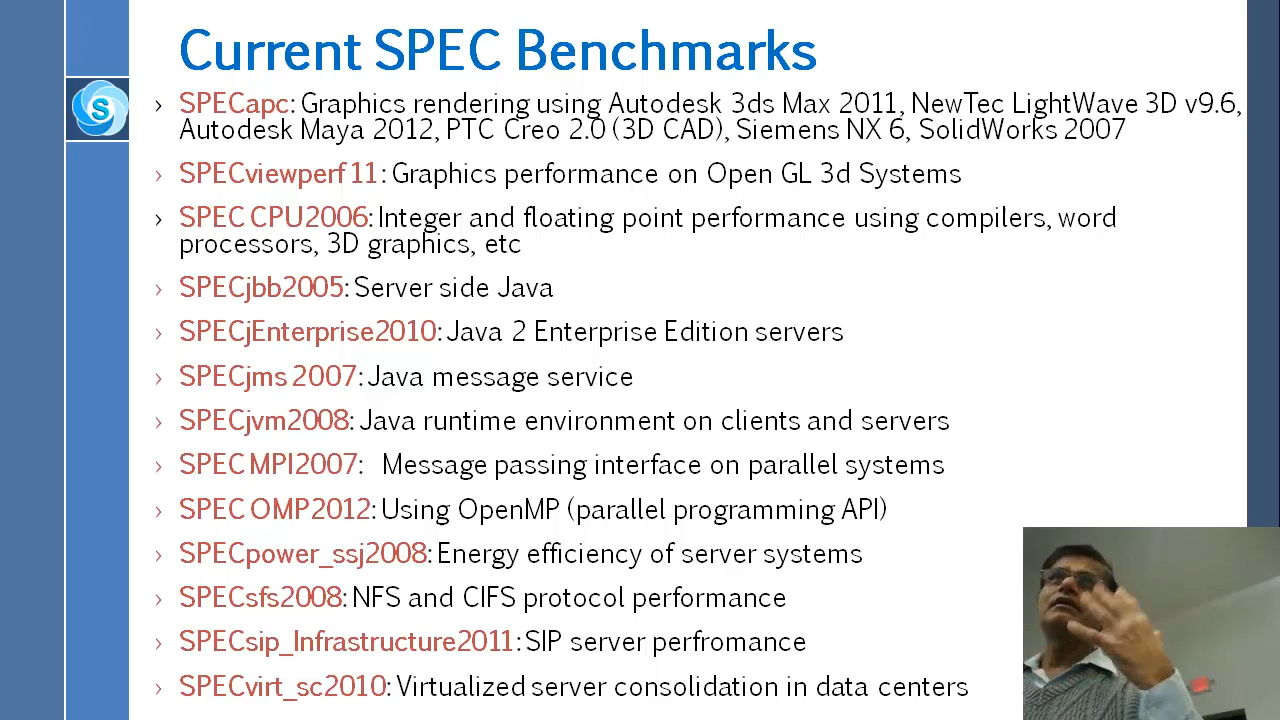 Current SPEC Benchmarks
S
› SPECapc: Graphics rendering using Autodesk 3ds Max 2011, NewTec LightWave 3D v9.6,
Autodesk Maya 2012, PTC Creo 2.0 (3D CAD), Siemens NX 6, SolidWorks 2007
› SPECviewperf 11: Graphics performance on Open GL 3d Systems
› SPEC CPU2006: Integer and floating point performance using compilers, word
processors, 3D graphics, etc
› SPECjbb2005: Server side Java
› SPECjEnterprise2010: Java 2 Enterprise Edition servers
› SPECjms 2007: Java message service
› SPECjvm2008: Java runtime environment on clients and servers
› SPEC MPI2007: Message passing interface on parallel systems
› SPEC OMP2012: Using OpenMP (parallel programming API)
› SPECpower_ssj2008: Energy efficiency of server systems
› SPECsfs2008: NFS and CIFS protocol performance
› SPECsip_Infrastructure2011: SIP server perfromance
› SPECvirt_sc2010: Virtualized server consolidation in data centers